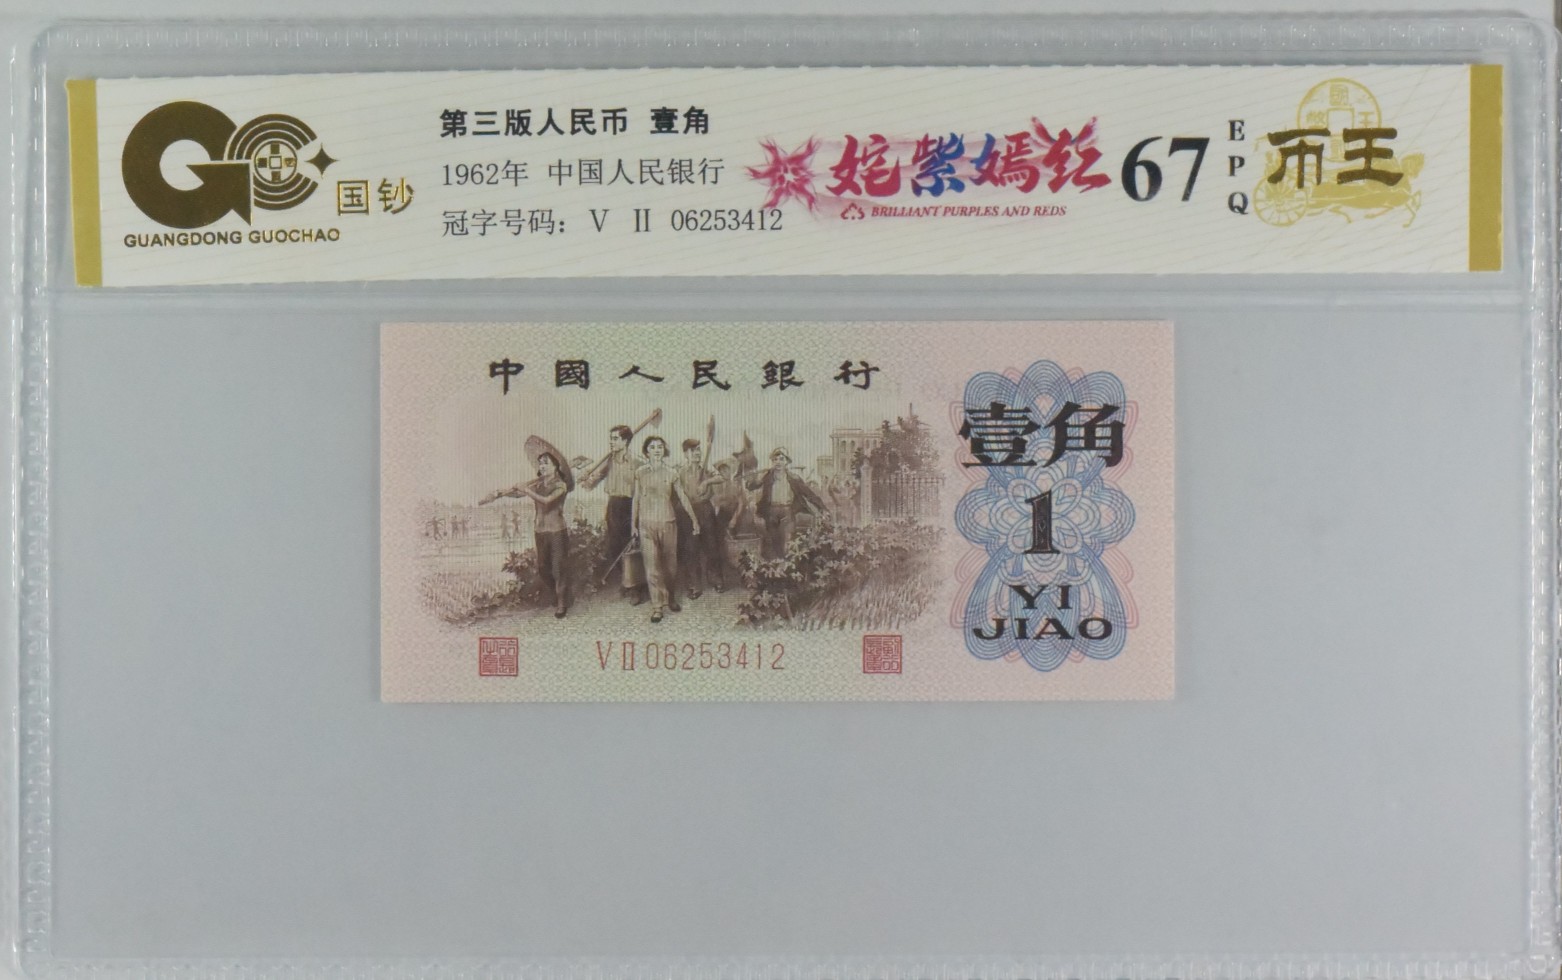 GUANGDONG GUOCHAO
国钞
第三版人民币 壹角
1962年 中国人民银行
冠字号码: V II 06253412
姹紫嫣红
BRILLIANT PURPLES AND REDS
67
EPQ
币王
中國人民銀行
壹角
1
YI
JIAO
VII06253412